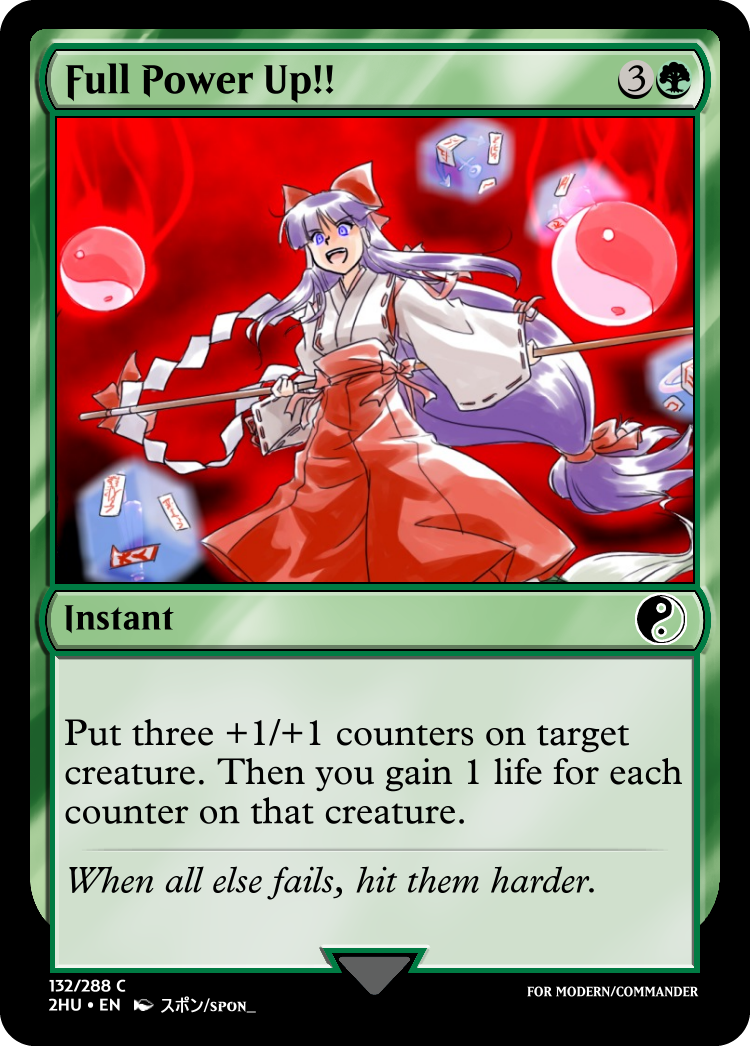 Full Power Up!! 3
Instant
Put three +1/+1 counters on target
creature. Then you gain 1 life for each
counter on that creature.
When all else fails, hit them harder.
132/288 C
2HU • EN スポン/SPON_
FOR MODERN/COMMANDER